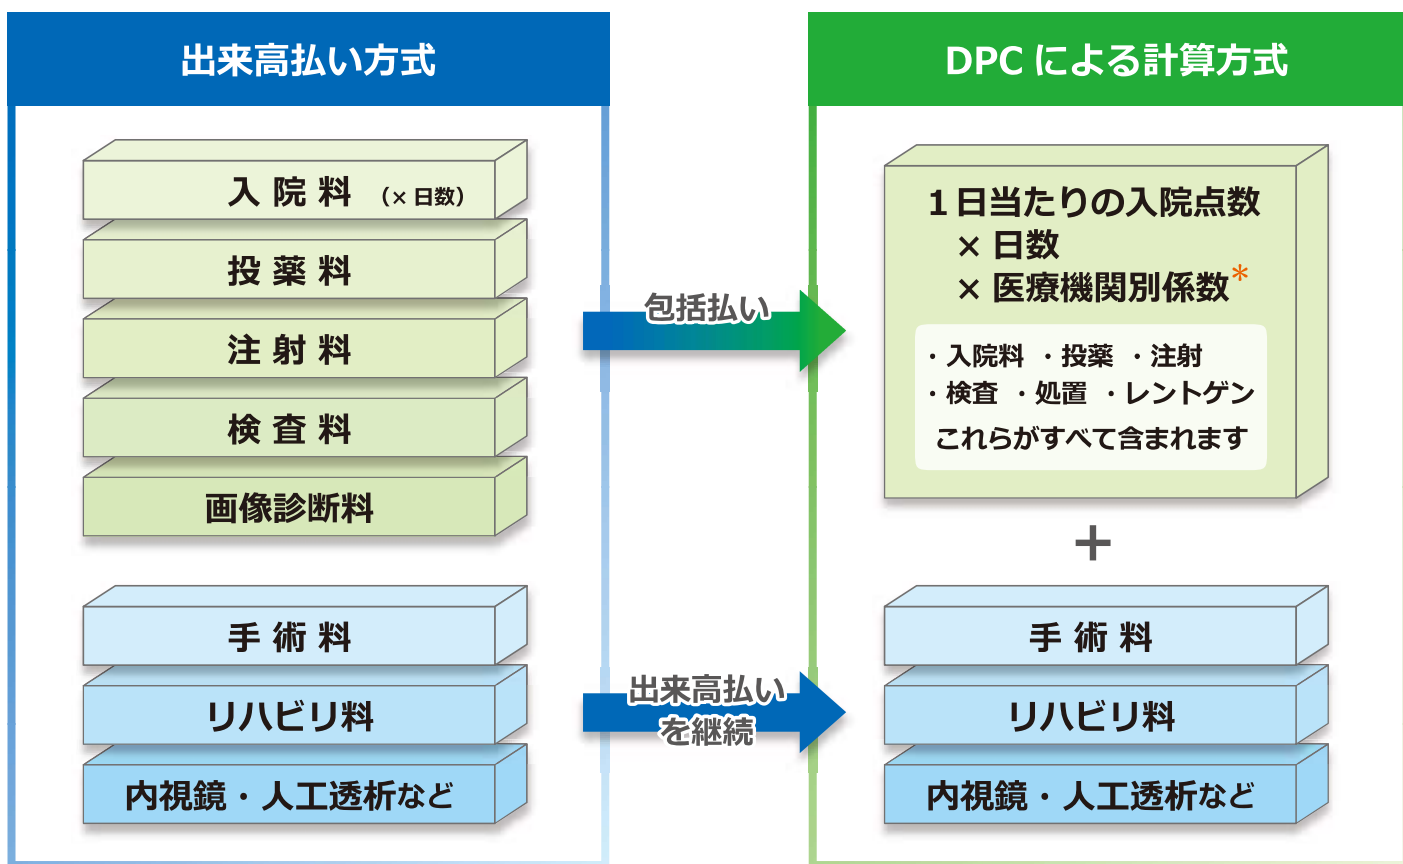 出来高払い方式
入院料 (×日数)
投薬料
注射料
検査料
画像診断料
手術料
リハビリ料
内視鏡・人工透析など
包括払い
出来高払い
を継続
DPCによる計算方式
1日当たりの入院点数
×日数
×医療機関別係数*
・入院料 ・投薬 ・注射
・検査 ・処置 ・レントゲン
これらがすべて含まれます
+
手術料
リハビリ料
内視鏡・人工透析など